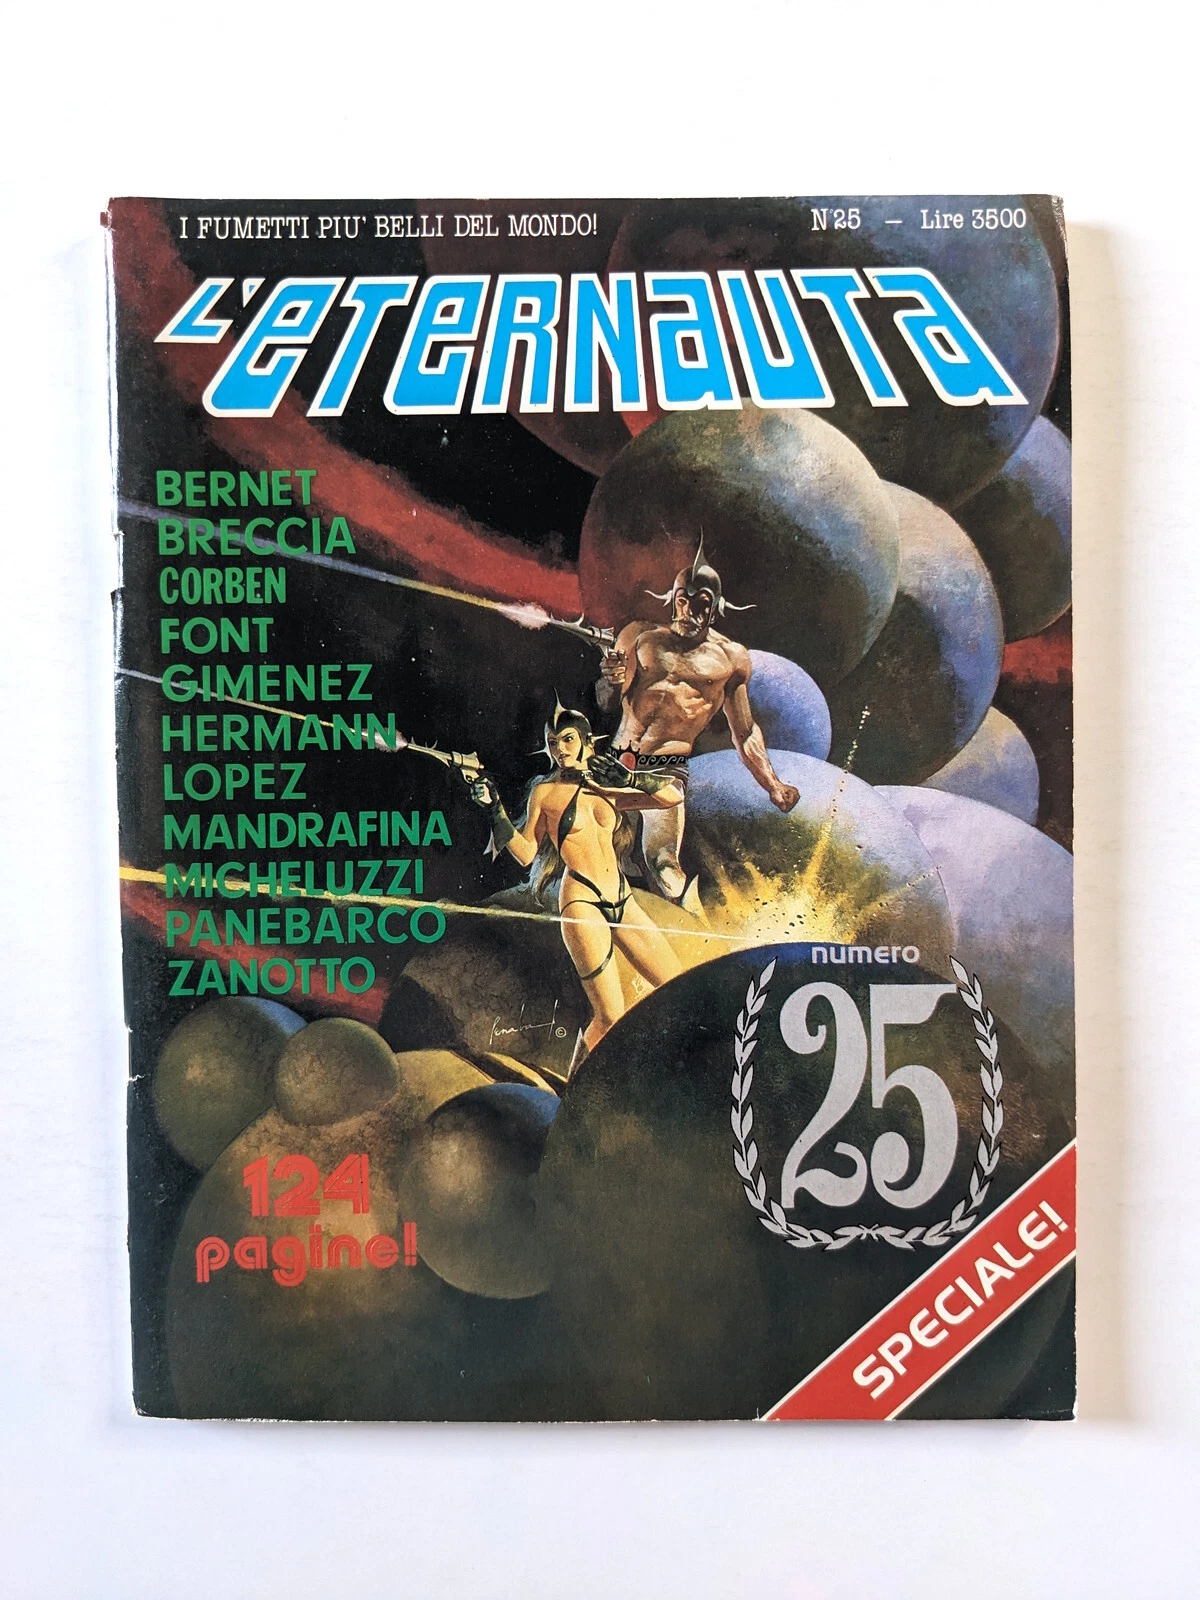 I FUMETTI PIU' BELLI DEL MONDO!
N°25 — Lire 3500
L'ETERNAUTA
BERNET
BRECCIA
CORBEN
FONT
GIMENEZ
HERMANN
LOPEZ
MANDRAFINA
MICHELUZZI
PANEBARCO
ZANOTTO
numero
25
124
pagine!
SPECIALE!